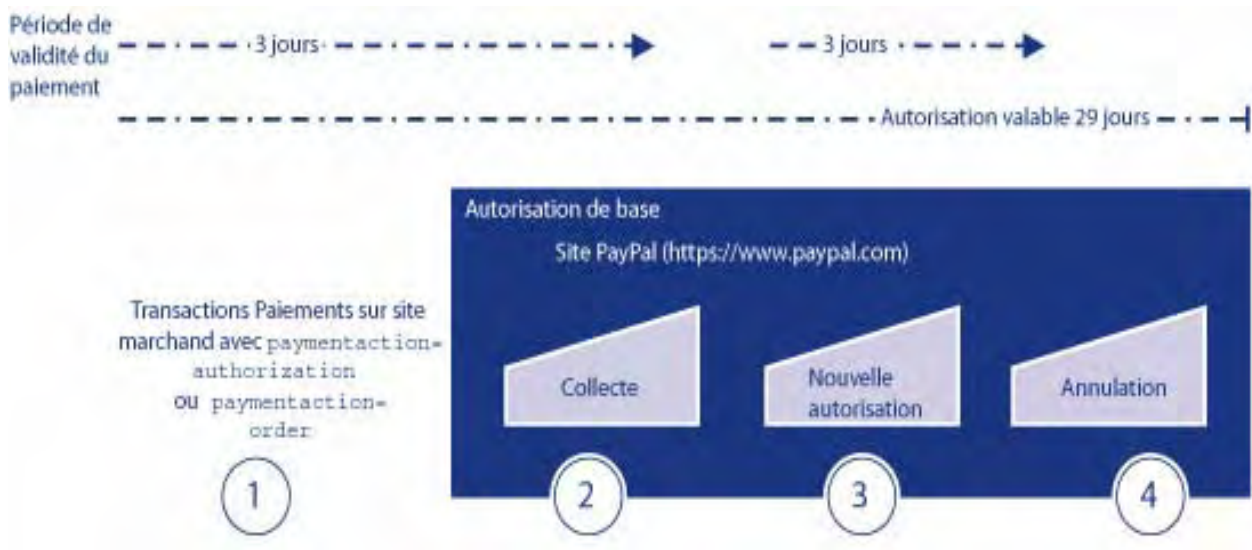 Période de
validité du
paiement
3 jours
3 jours
Autorisation valable 29 jours
Autorisation de base
Site PayPal (https://www.paypal.com)
Transactions Paiements sur site
marchand avec paymentaction=
authorization
ou paymentaction=
order
Collecte
Nouvelle
autorisation
Annulation
1
2
3
4